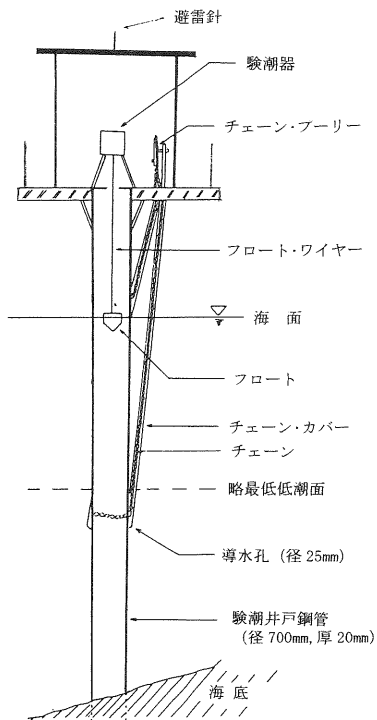 避雷針
験潮器
チェーン・プーリー
フロート・ワイヤー
海面
フロート
チェーン・カバー
チェーン
略最低低潮面
導水孔 (径25mm)
験潮井戸鋼管
(径700mm,厚20mm)
海底